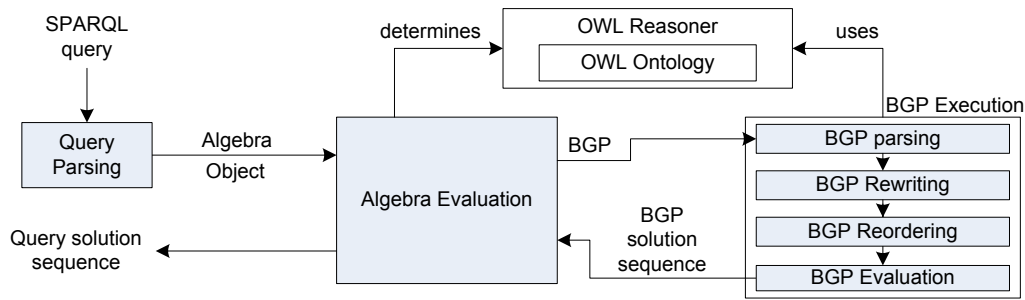 SPARQL
query
Query
Parsing
Algebra
Object
Query solution
sequence
determines
Algebra Evaluation
OWL Reasoner
OWL Ontology
uses
BGP
BGP
solution
sequence
BGP Execution
BGP parsing
BGP Rewriting
BGP Reordering
BGP Evaluation